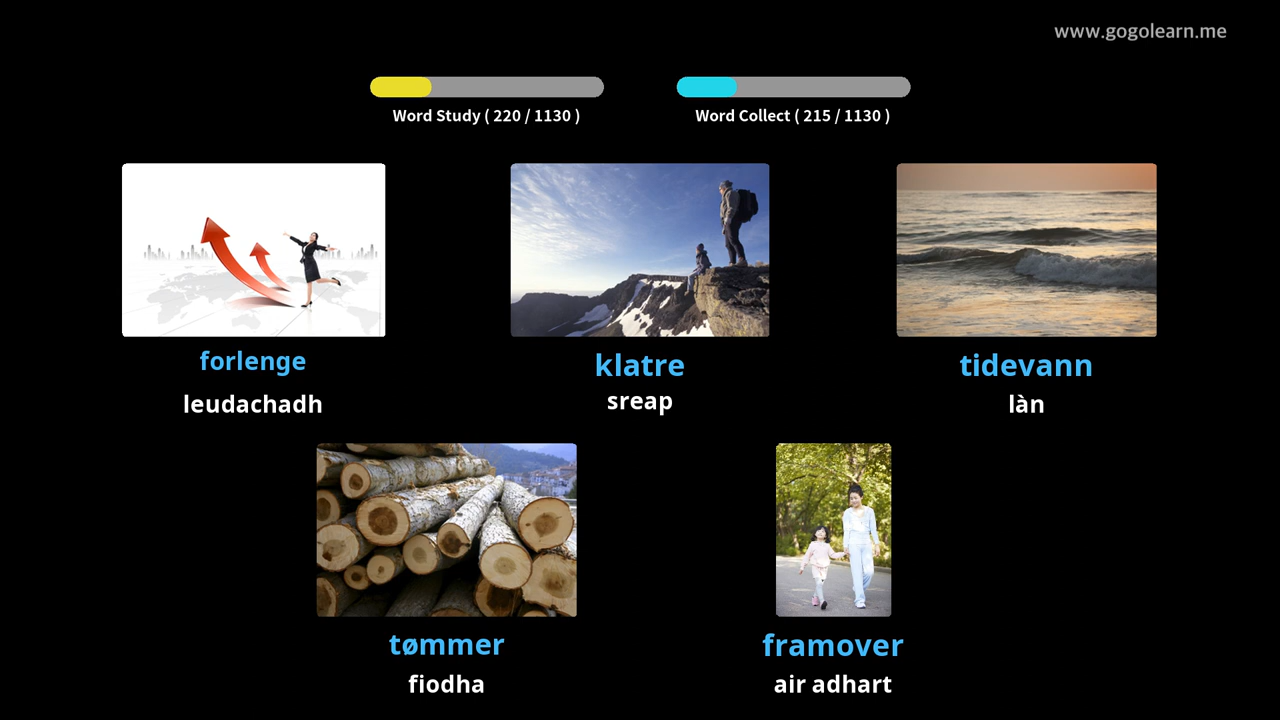 www.gogolearn.me
Word Study ( 220 / 1130 )
Word Collect ( 215 / 1130 )
forlenge
leudachadh
klatre
sreap
tidevann
làn
tømmer
fiodha
framover
air adhart